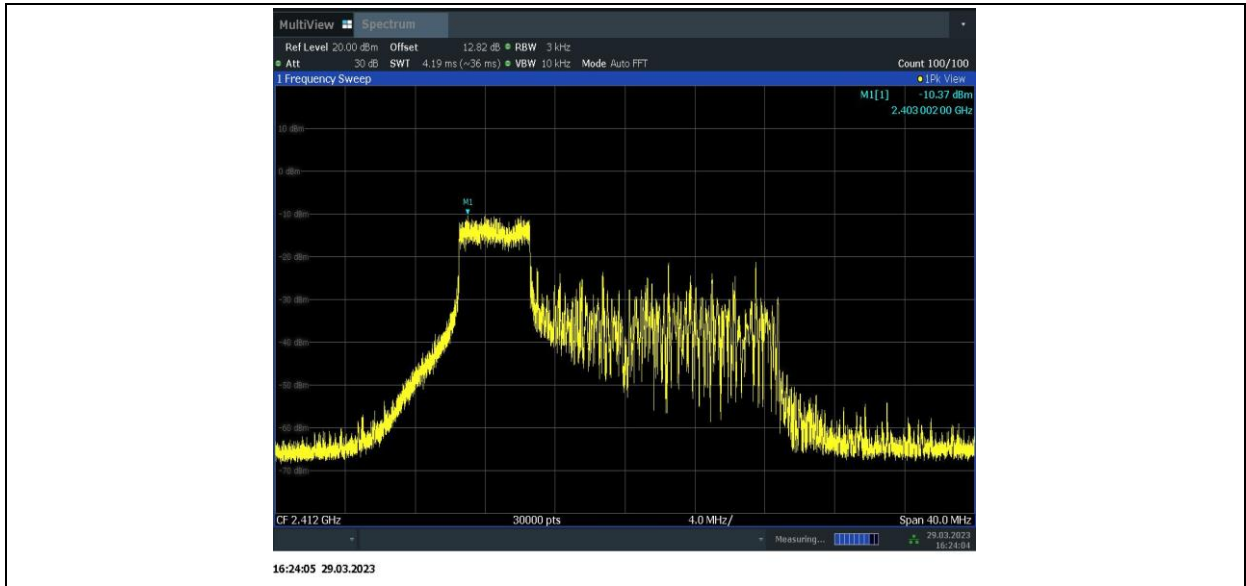 MultiView Spectrum
Ref Level 20.00 dBm Offset 12.82 dB RBW 3 kHz
Att 30 dB SWT 4.19 ms (~36 ms) VBW 10 kHz Mode Auto FFT Count 100/100
1 Frequency Sweep 1Pk View
M1[1] -10.37 dBm
2.403 002 00 GHz
10 dBm
0 dBm
M1
-10 dBm
-20 dBm
-30 dBm
-40 dBm
-50 dBm
-60 dBm
-70 dBm
CF 2.412 GHz 30000 pts 4.0 MHz/ Span 40.0 MHz
Measuring... 29.03.2023
16:24:04
16:24:05 29.03.2023